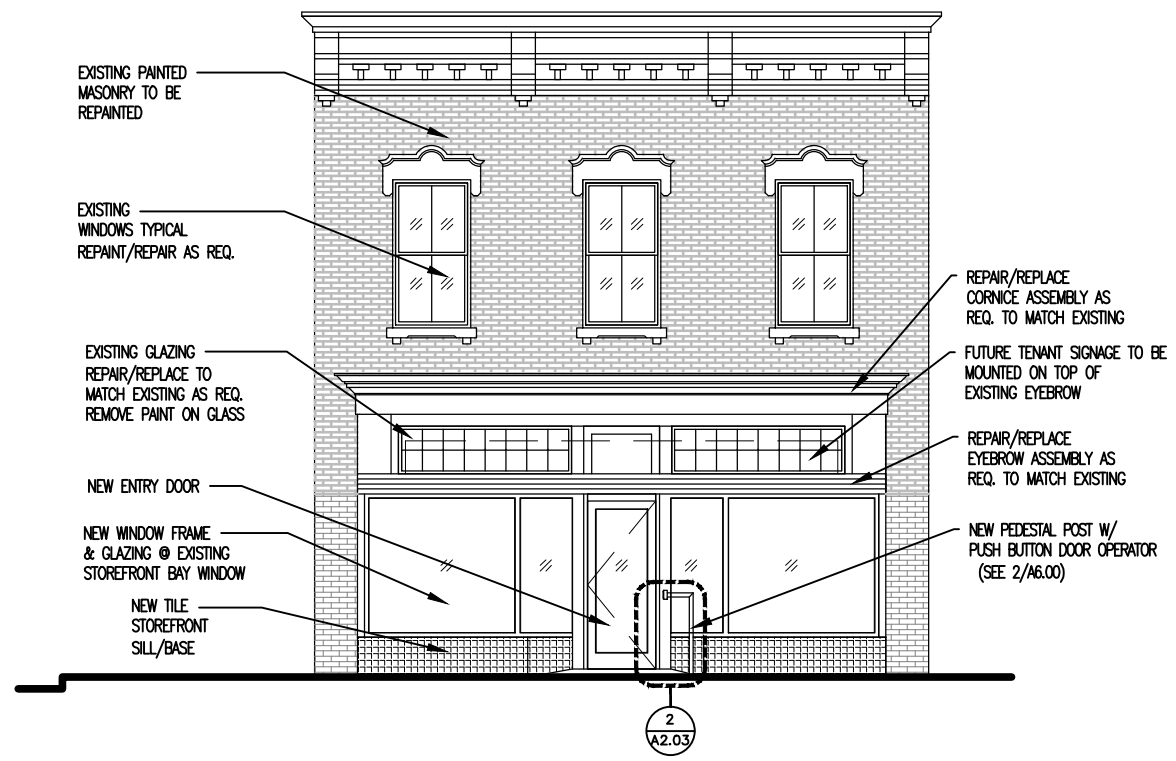 EXISTING PAINTED
MASONRY TO BE
REPAINTED
EXISTING
WINDOWS TYPICAL
REPAINT/REPAIR AS REQ.
EXISTING GLAZING
REPAIR/REPLACE TO
MATCH EXISTING AS REQ.
REMOVE PAINT ON GLASS
NEW ENTRY DOOR
NEW WINDOW FRAME
& GLAZING @ EXISTING
STOREFRONT BAY WINDOW
NEW TILE
STOREFRONT
SILL/BASE
REPAIR/REPLACE
CORNICE ASSEMBLY AS
REQ. TO MATCH EXISTING
FUTURE TENANT SIGNAGE TO BE
MOUNTED ON TOP OF
EXISTING EYEBROW
REPAIR/REPLACE
EYEBROW ASSEMBLY AS
REQ. TO MATCH EXISTING
NEW PEDESTAL POST W/
PUSH BUTTON DOOR OPERATOR
(SEE 2/A6.00)
2
A2.03